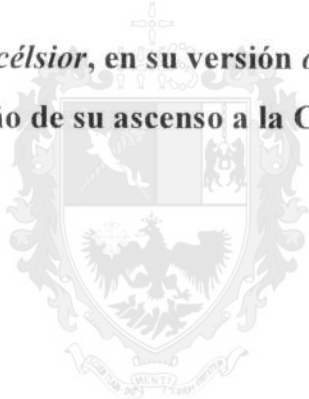 célsior, en su versión
o de su ascenso a la C